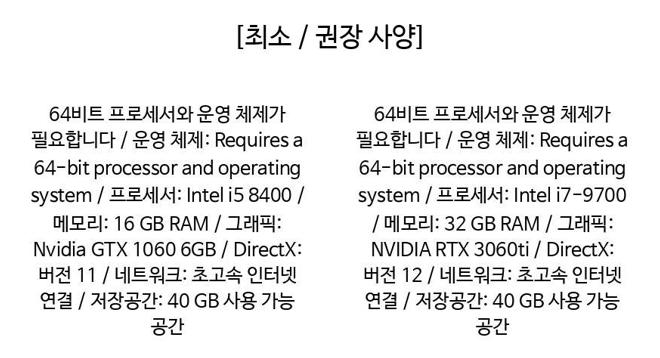 [최소 / 권장 사양]
64비트 프로세서와 운영 체제가
필요합니다 / 운영 체제: Requires a
64-bit processor and operating
system / 프로세서: Intel i5 8400 /
메모리: 16 GB RAM / 그래픽:
Nvidia GTX 1060 6GB / DirectX:
버전 11 / 네트워크: 초고속 인터넷
연결 / 저장공간: 40 GB 사용 가능
공간
64비트 프로세서와 운영 체제가
필요합니다 / 운영 체제: Requires a
64-bit processor and operating
system / 프로세서: Intel i7-9700
/ 메모리: 32 GB RAM / 그래픽:
NVIDIA RTX 3060ti / DirectX:
버전 12 / 네트워크: 초고속 인터넷
연결 / 저장공간: 40 GB 사용 가능
공간